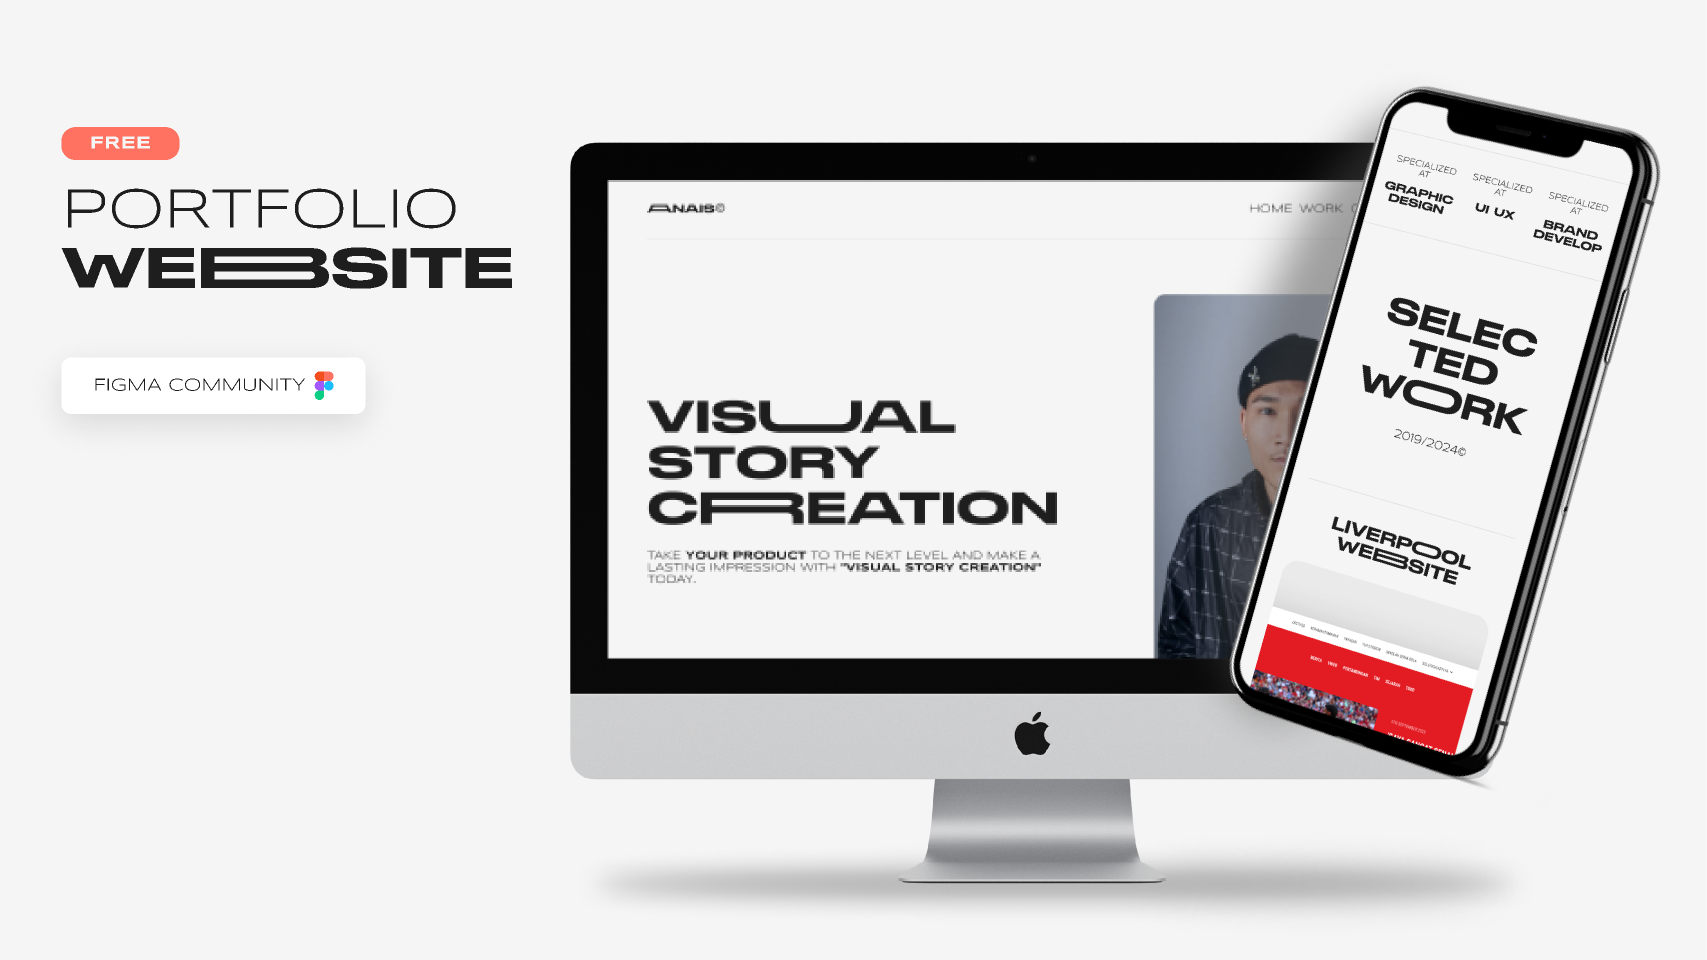 FREE
PORTFOLIO
WEBSITE
FIGMA COMMUNITY
ANAIS©
HOME WORK
VISUAL
STORY
CREATION
TAKE YOUR PRODUCT TO THE NEXT LEVEL AND MAKE A
LASTING IMPRESSION WITH "VISUAL STORY CREATION"
TODAY.
SPECIALIZED
AT
GRAPHIC
DESIGN
SPECIALIZED
AT
UI UX
SPECIALIZED
AT
BRAND
DEVELOP
SELEC
TED
WORK
2019/2024©
LIVERPOOL
WEBSITE